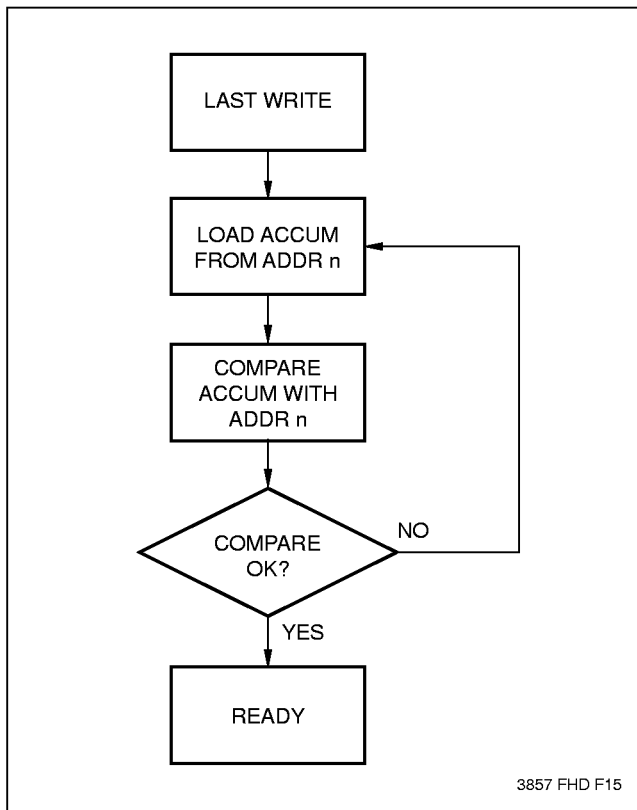 LAST WRITE
LOAD ACCUM
FROM ADDR n
COMPARE
ACCUM WITH
ADDR n
COMPARE
OK?
NO
YES
READY
3857 FHD F15